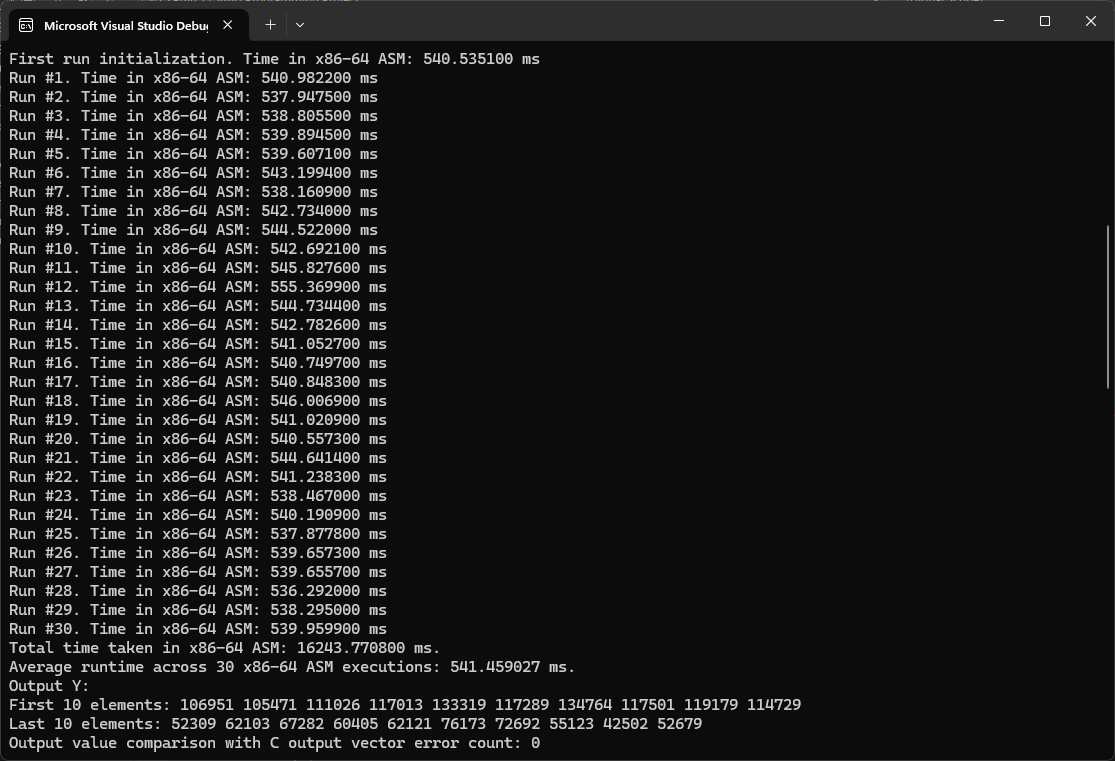 Microsoft Visual Studio Debug
First run initialization. Time in x86-64 ASM: 540.535100 ms
Run #1. Time in x86-64 ASM: 540.982200 ms
Run #2. Time in x86-64 ASM: 537.947500 ms
Run #3. Time in x86-64 ASM: 538.805500 ms
Run #4. Time in x86-64 ASM: 539.894500 ms
Run #5. Time in x86-64 ASM: 539.607100 ms
Run #6. Time in x86-64 ASM: 543.199400 ms
Run #7. Time in x86-64 ASM: 538.160900 ms
Run #8. Time in x86-64 ASM: 542.734000 ms
Run #9. Time in x86-64 ASM: 544.522000 ms
Run #10. Time in x86-64 ASM: 542.692100 ms
Run #11. Time in x86-64 ASM: 545.827600 ms
Run #12. Time in x86-64 ASM: 555.369900 ms
Run #13. Time in x86-64 ASM: 544.734400 ms
Run #14. Time in x86-64 ASM: 542.782600 ms
Run #15. Time in x86-64 ASM: 541.052700 ms
Run #16. Time in x86-64 ASM: 540.749700 ms
Run #17. Time in x86-64 ASM: 540.848300 ms
Run #18. Time in x86-64 ASM: 546.006900 ms
Run #19. Time in x86-64 ASM: 541.020900 ms
Run #20. Time in x86-64 ASM: 540.557300 ms
Run #21. Time in x86-64 ASM: 544.641400 ms
Run #22. Time in x86-64 ASM: 541.238300 ms
Run #23. Time in x86-64 ASM: 538.467000 ms
Run #24. Time in x86-64 ASM: 540.190900 ms
Run #25. Time in x86-64 ASM: 537.877800 ms
Run #26. Time in x86-64 ASM: 539.657300 ms
Run #27. Time in x86-64 ASM: 539.655700 ms
Run #28. Time in x86-64 ASM: 536.292000 ms
Run #29. Time in x86-64 ASM: 538.295000 ms
Run #30. Time in x86-64 ASM: 539.959900 ms
Total time taken in x86-64 ASM: 16243.770800 ms.
Average runtime across 30 x86-64 ASM executions: 541.459027 ms.
Output Y:
First 10 elements: 106951 105471 111026 117013 133319 117289 134764 117501 119179 114729
Last 10 elements: 52309 62103 67282 60405 62121 76173 72692 55123 42502 52679
Output value comparison with C output vector error count: 0